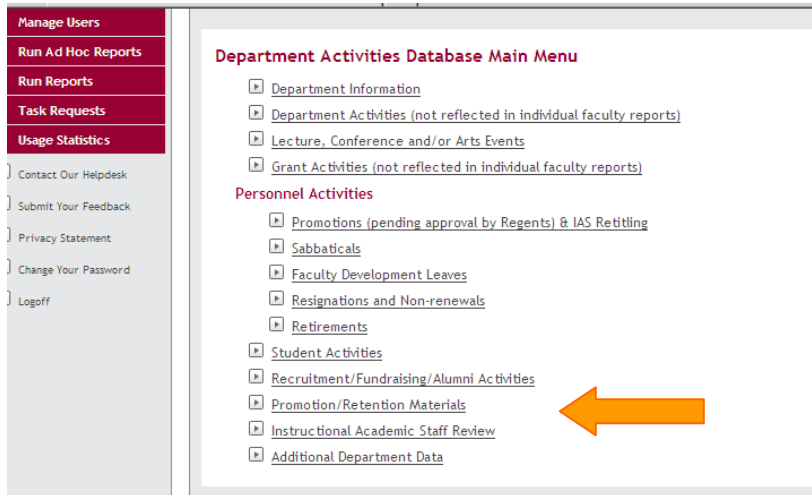 Manage Users
Run Ad Hoc Reports
Run Reports
Task Requests
Usage Statistics
Contact Our Helpdesk
Submit Your Feedback
Privacy Statement
Change Your Password
Logoff
Department Activities Database Main Menu
Department Information
Department Activities (not reflected in individual faculty reports)
Lecture, Conference and/or Arts Events
Grant Activities (not reflected in individual faculty reports)
Personnel Activities
Promotions (pending approval by Regents) & IAS Retitling
Sabbaticals
Faculty Development Leaves
Resignations and Non-renewals
Retirements
Student Activities
Recruitment/Fundraising/Alumni Activities
Promotion/Retention Materials
Instructional Academic Staff Review
Additional Department Data